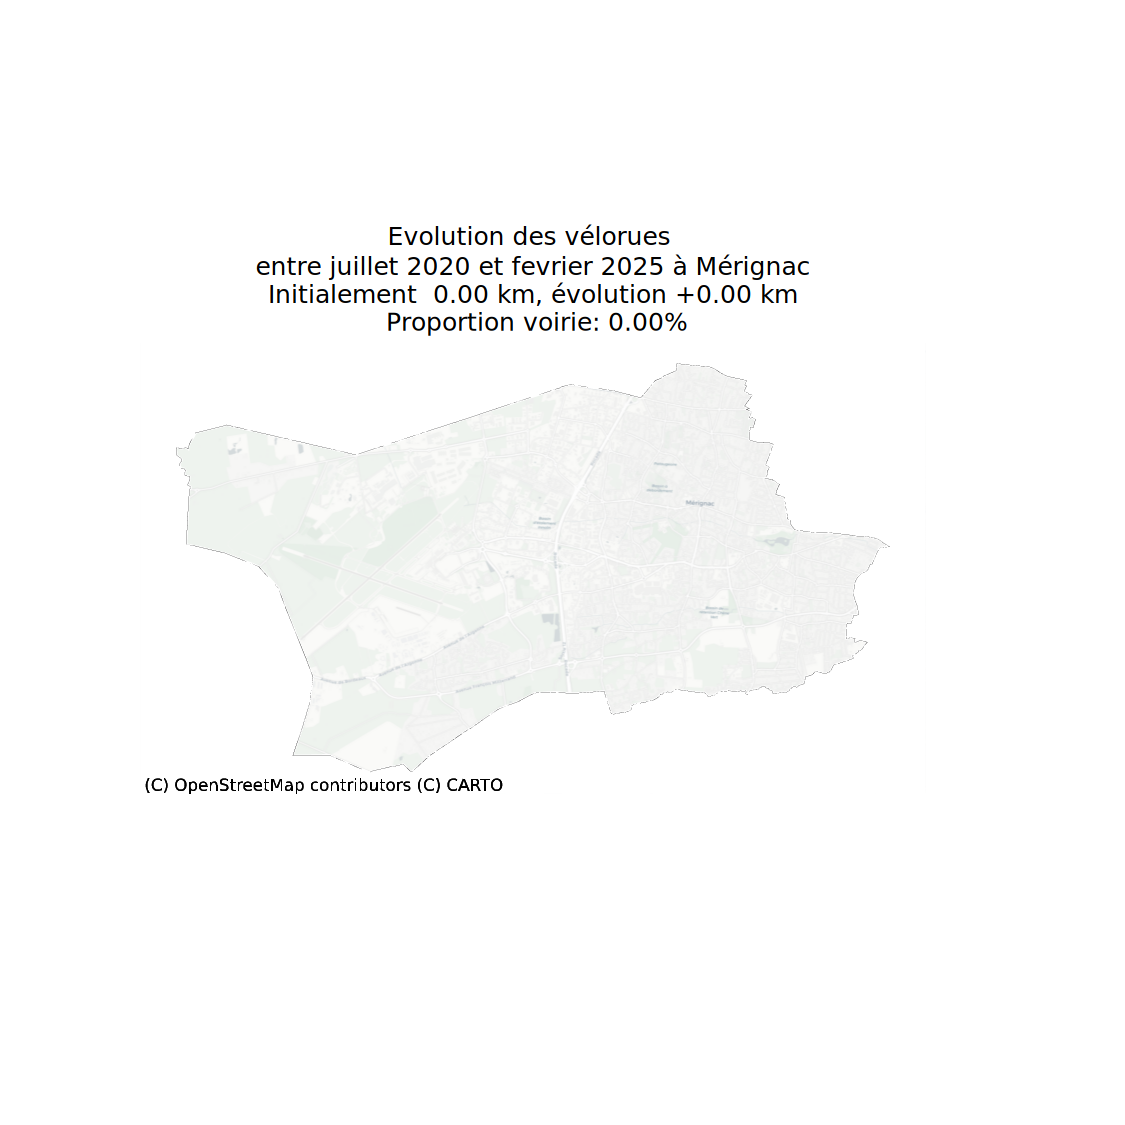 Evolution des vélorues
entre juillet 2020 et fevrier 2025 à Mérignac
Initialement  0.00 km, évolution +0.00 km
Proportion voirie: 0.00%
Mérignac
(C) OpenStreetMap contributors (C) CARTO